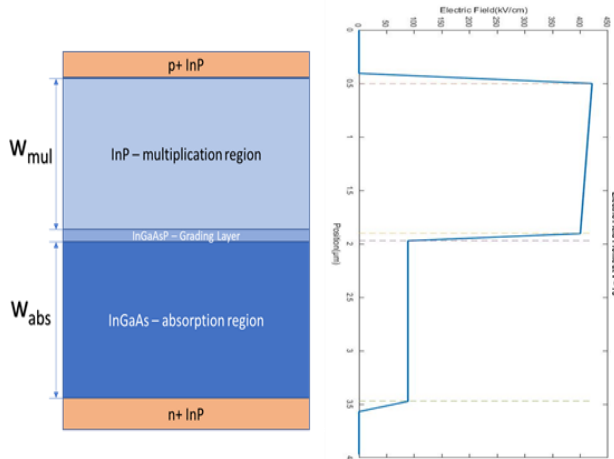 p+ InP
Wmul
InP – multiplication region
InGaAsP – Grading Layer
Wabs
InGaAs – absorption region
n+ InP
Electric Field(kV/cm)
0 50 100 150 200 250 300 350 400 450
0
0.5
1
1.5
2
2.5
3
3.5
4
Position(μm)